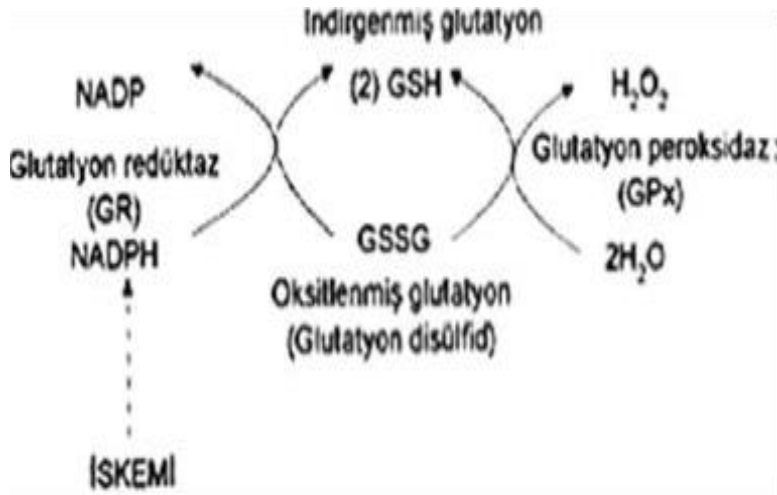 İndirgenmiş glutatyon
NADP
(2) GSH
H₂O₂
Glutatyon redüktaz
(GR)
Glutatyon peroksidaz
(GPx)
NADPH
GSSG
2H₂O
Oksitlenmiş glutatyon
(Glutatyon disülfid)
İSKEMİ